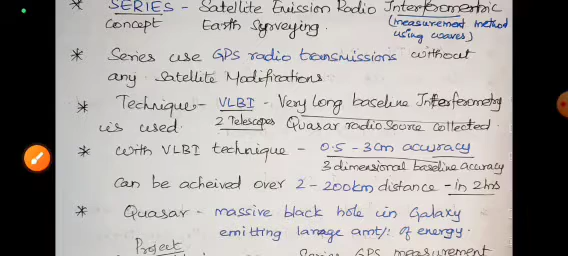 * SERIES - Satellite Emission Radio Interferometric
concept Earth Surveying. (measurement method
using waves)
* Series use GPS radio transmissions without
any Satellite Modifications.
* Technique - VLBI - Very long baseline Interferometry
is used. 2 Telescopes Quasar radio source collected.
* with VLBI technique - 0.5 - 3cm accuracy
3 dimensional baseline accuracy
can be acheived over 2 - 200km distance - in 2hrs
* Quasar - massive black hole in Galaxy
emitting large amt/. of energy.
Project
Series GPS measurement